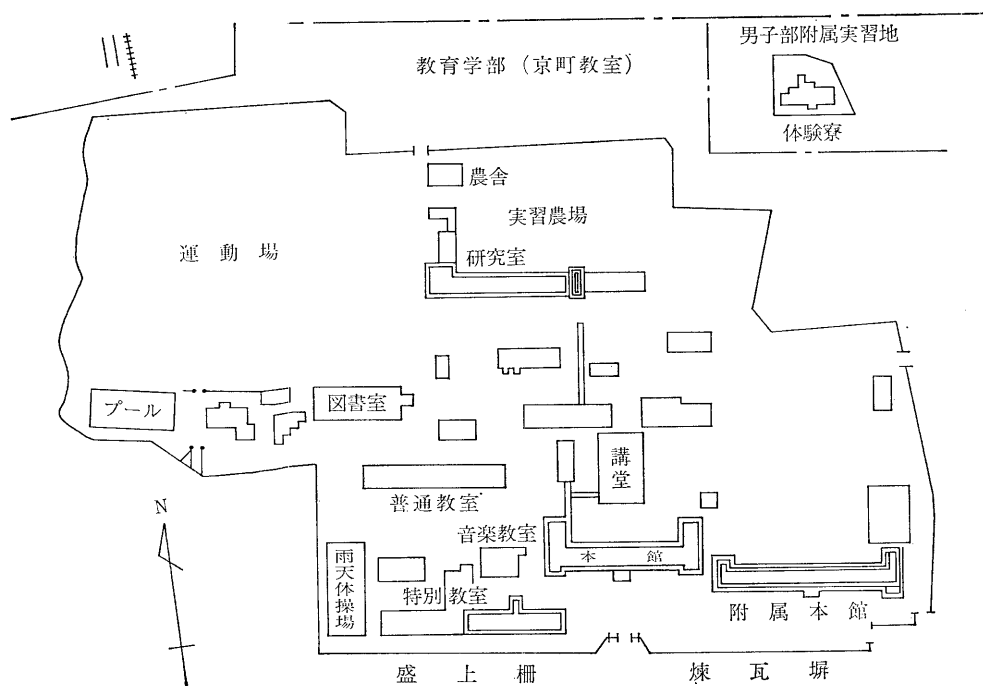 男子部附属実習地
教育学部（京町教室）
体験寮
農舎
実習農場
運動場
研究室
プール
図書室
講堂
普通教室
N
音楽教室
本館
雨天体操場
特別教室
附属本館
盛上柵
煉瓦塀